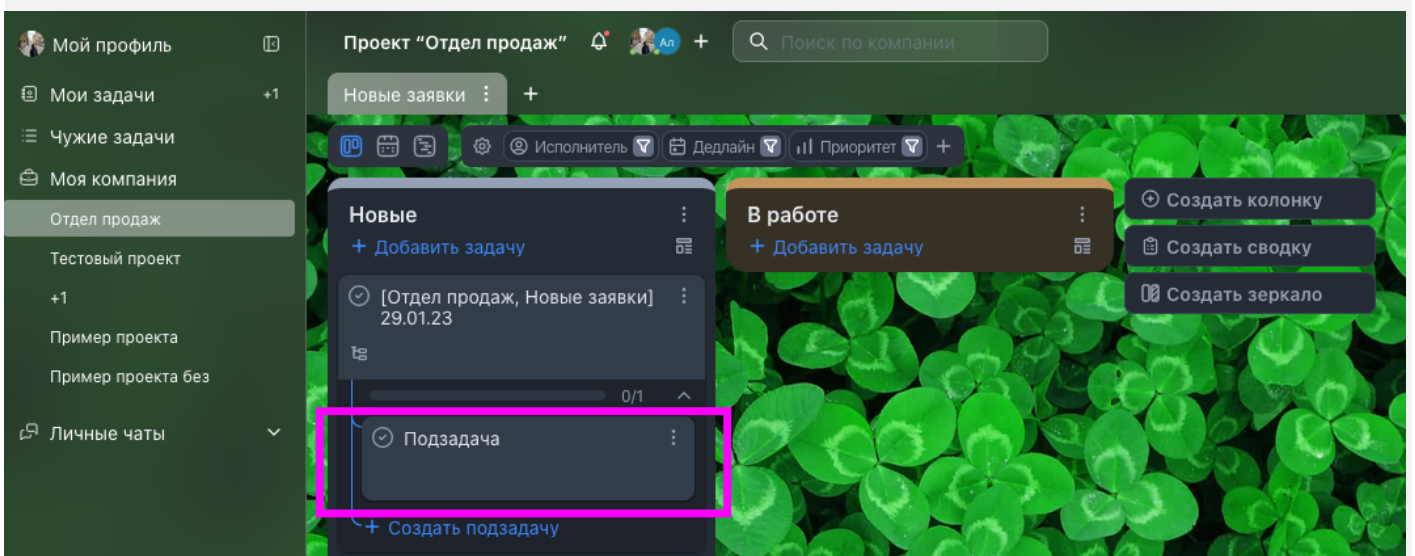 Мой профиль
Мои задачи +1
Чужие задачи
Моя компания
Отдел продаж
Тестовый проект
+1
Пример проекта
Пример проекта без
Личные чаты
Проект “Отдел продаж”
Ал
+
Поиск по компании
Новые заявки
+
Исполнитель
Дедлайн
Приоритет
+
Новые
+ Добавить задачу
[Отдел продаж, Новые заявки]
29.01.23
0/1
Подзадача
+ Создать подзадачу
В работе
+ Добавить задачу
Создать колонку
Создать сводку
Создать зеркало